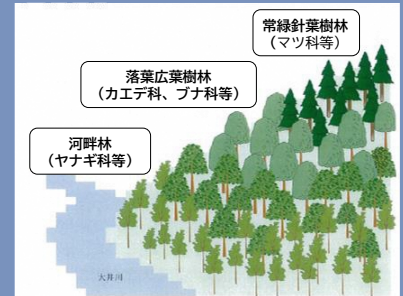 常緑針葉樹林
（マツ科等）
落葉広葉樹林
（カエデ科、ブナ科等）
河畔林
（ヤナギ科等）
大井川